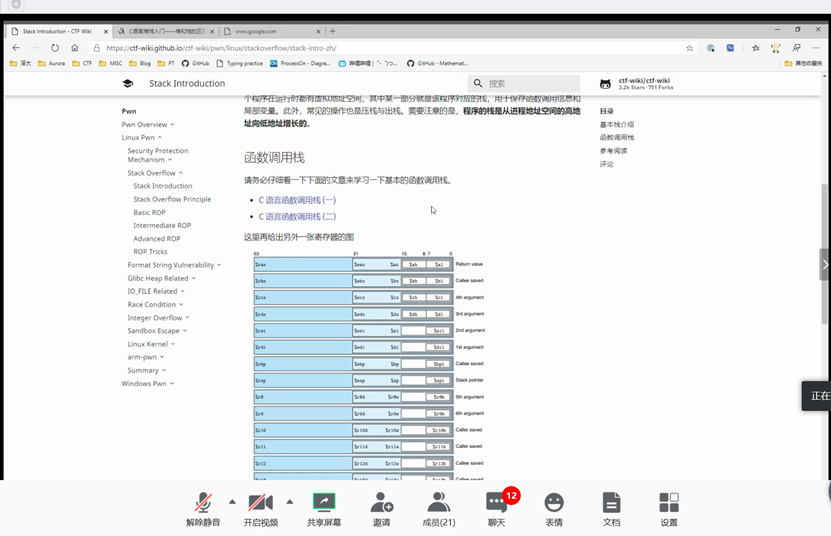 Stack Introduction - CTF Wiki
www.google.com
https://ctf-wiki.github.io/ctf-wiki/pwn/linux/stackoverflow/stack-intro-zh/
深大
Aurora
CTF
MISC
Blog
PT
GitHub
Typing practice
ProcessOn - Diagra...
GitHub - Mathemat...
其他收藏夹
Stack Introduction
搜索
ctf-wiki/ctf-wiki
3.2k Stars · 751 Forks
Pwn
Pwn Overview
Linux Pwn
Security Protection
Mechanism
Stack Overflow
Stack Introduction
Stack Overflow Principle
Basic ROP
Intermediate ROP
Advanced ROP
ROP Tricks
Format String Vulnerability
Glibc Heap Related
IO_FILE Related
Race Condition
Integer Overflow
Sandbox Escape
Linux Kernel
arm-pwn
Summary
Windows Pwn
个程序在运行时都有虚拟地址空间，其中某一部分就是该程序对应的栈，用于保存函数调用信息和
局部变量。此外，常见的操作也是压栈与出栈。需要注意的是，程序的栈是从进程地址空间的高地
址向低地址增长的。
函数调用栈
请务必仔细看一下下面的文章来学习一下基本的函数调用栈。
C 语言函数调用栈 (一)
C 语言函数调用栈 (二)
这里再给出另外一张寄存器的图
63 31 15 8 7 0
%rax %eax %ax %ah %al Return value
%rbx %ebx %bx %bh %bl Callee saved
%rcx %ecx %cx %ch %cl 4th argument
%rdx %edx %dx %dh %dl 3rd argument
%rsi %esi %si %sil 2nd argument
%rdi %edi %di %dil 1st argument
%rbp %ebp %bp %bpl Callee saved
%rsp %esp %sp %spl Stack pointer
%r8 %r8d %r8w %r8b 5th argument
%r9 %r9d %r9w %r9b 6th argument
%r10 %r10d %r10w %r10b Caller saved
%r11 %r11d %r11w %r11b Caller saved
%r12 %r12d %r12w %r12b Callee saved
目录
基本栈介绍
函数调用栈
参考阅读
评论
正在
解除静音
开启视频
共享屏幕
邀请
成员(21)
12
聊天
表情
文档
设置